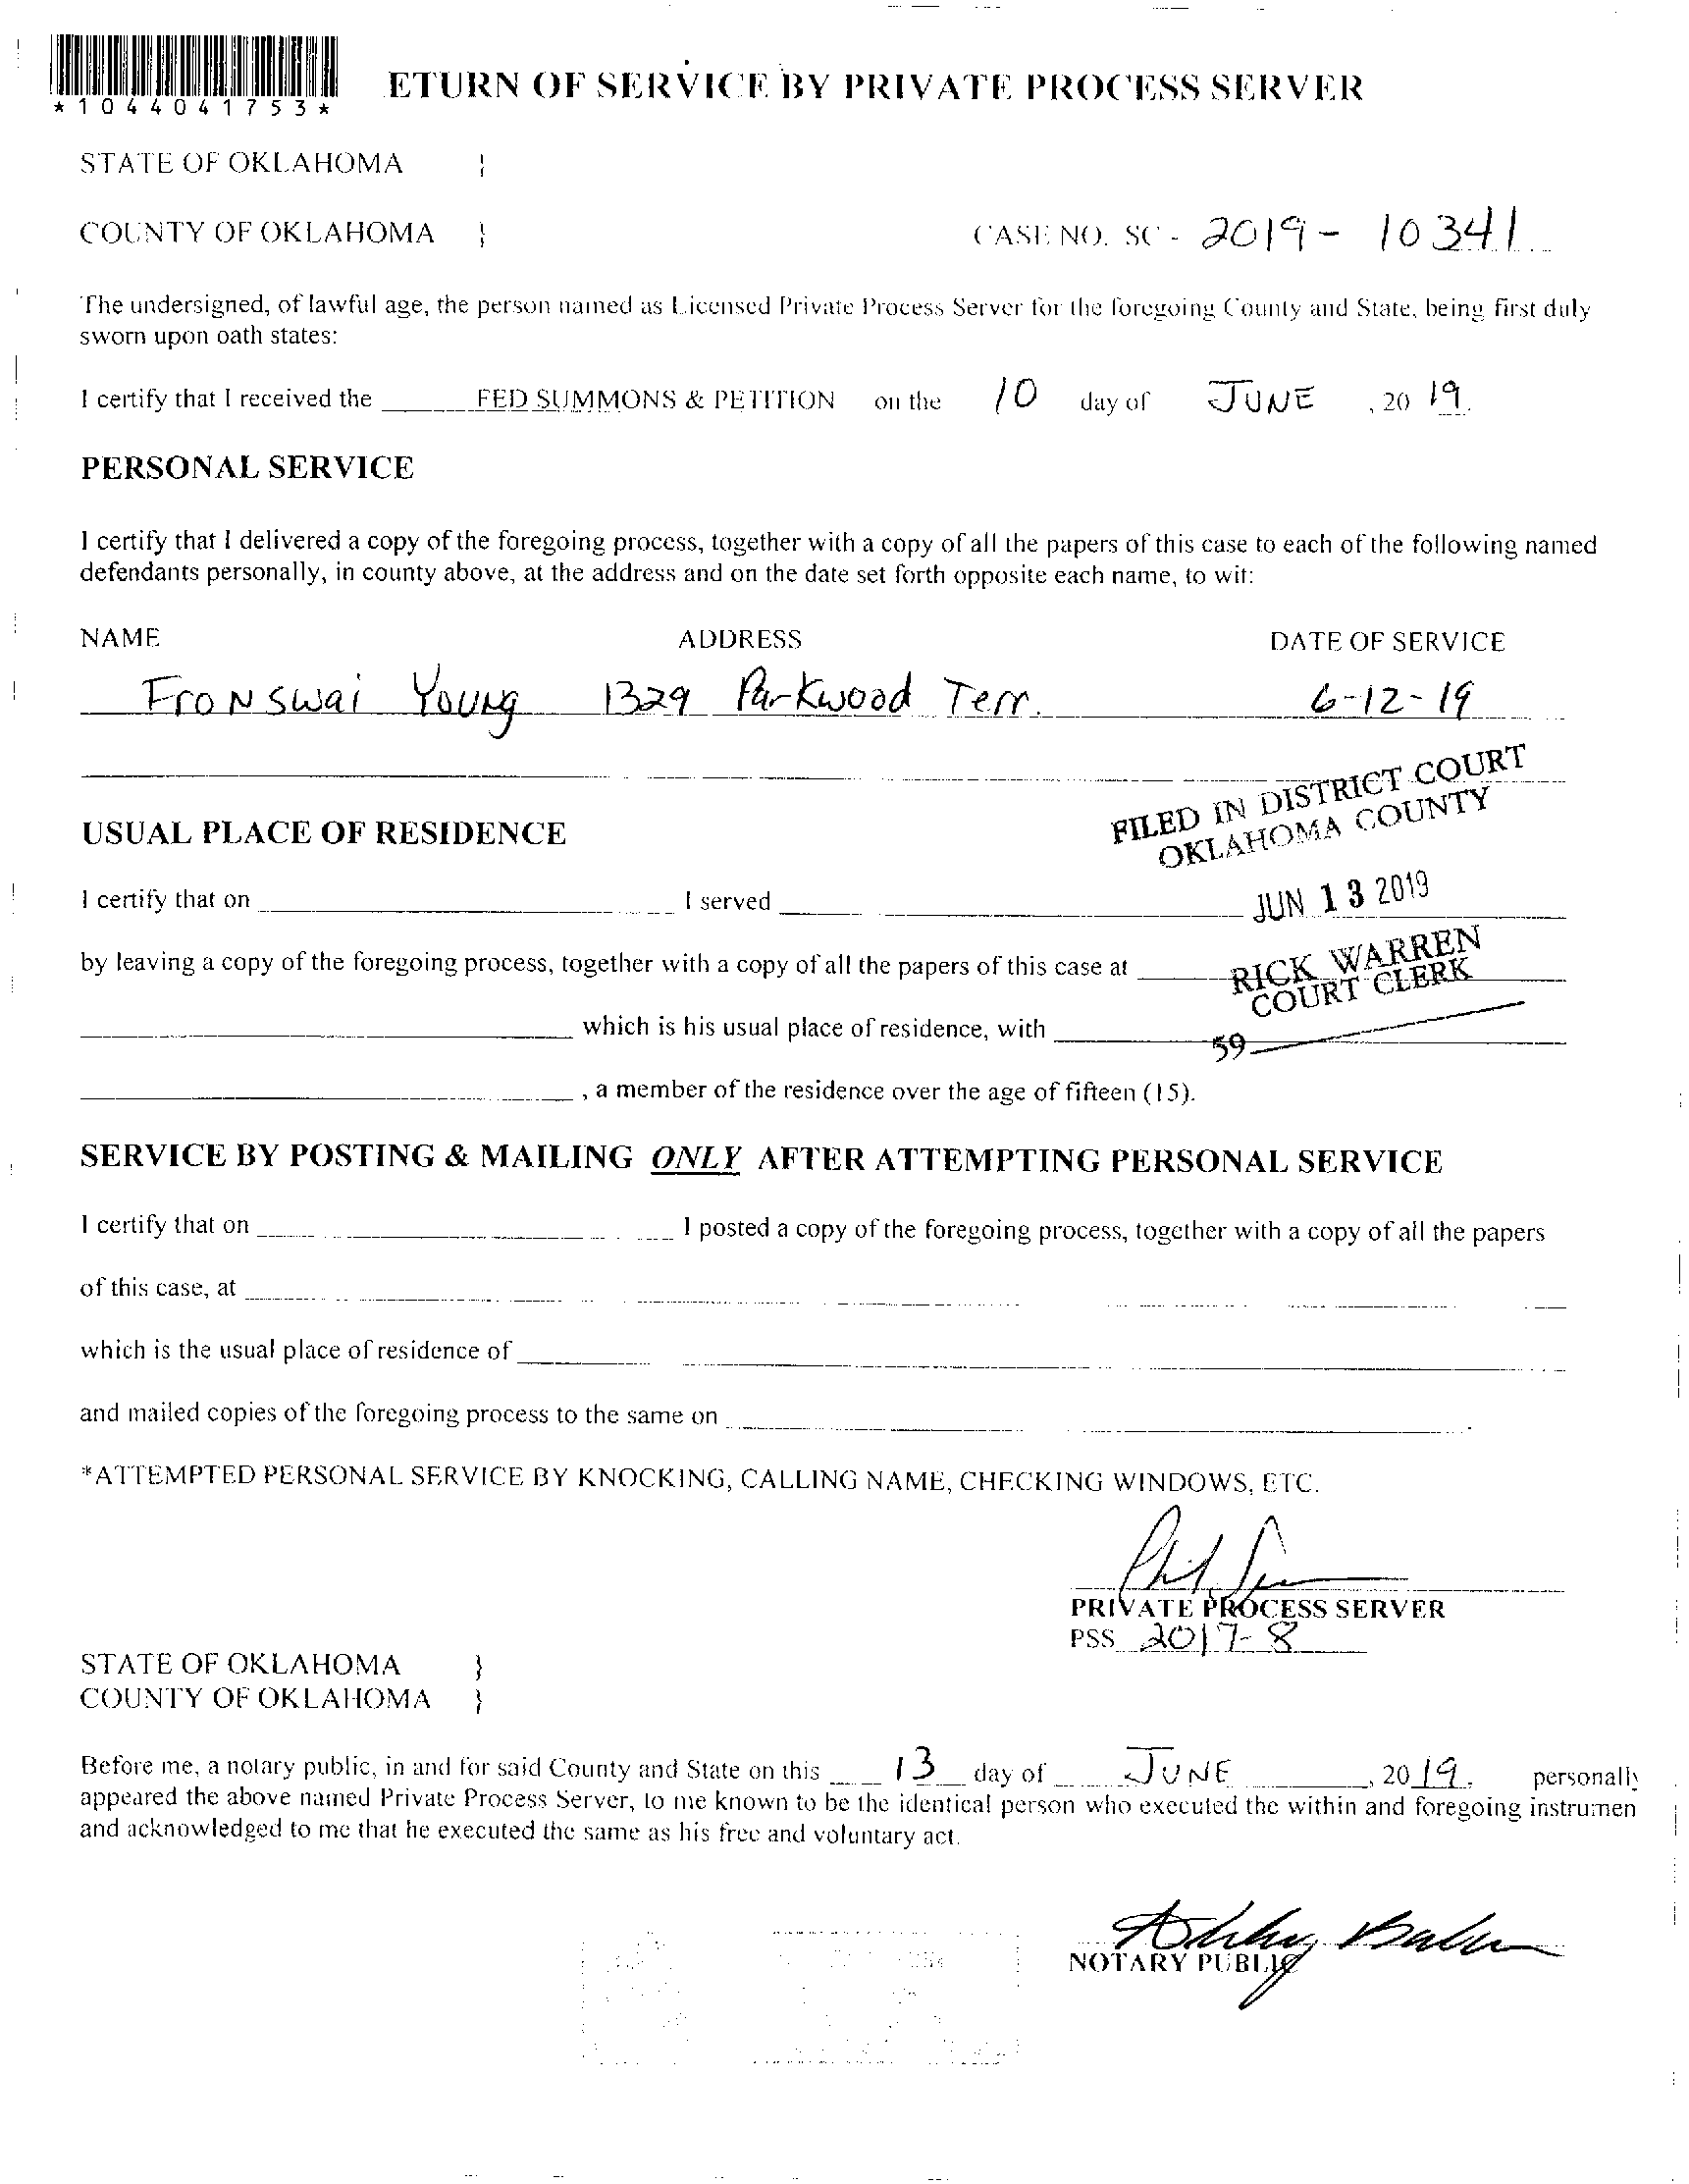 *1044041753*
ETURN OF SERVICE BY PRIVATE PROCESS SERVER
STATE OF OKLAHOMA }
COUNTY OF OKLAHOMA } CASE NO. SC - 2019 - 10341
The undersigned, of lawful age, the person named as Licensed Private Process Server for the foregoing County and State, being first duly
sworn upon oath states:
I certify that I received the FED SUMMONS & PETITION on the 10 day of JUNE , 20 19.
PERSONAL SERVICE
I certify that I delivered a copy of the foregoing process, together with a copy of all the papers of this case to each of the following named
defendants personally, in county above, at the address and on the date set forth opposite each name, to wit:
NAME ADDRESS DATE OF SERVICE
Fronswai Young 1329 Parkwood Terr. 6-12-19
FILED IN DISTRICT COURT
OKLAHOMA COUNTY
USUAL PLACE OF RESIDENCE
I certify that on I served
JUN 13 2019
by leaving a copy of the foregoing process, together with a copy of all the papers of this case at
RICK WARREN
COURT CLERK
which is his usual place of residence, with
59
, a member of the residence over the age of fifteen (15).
SERVICE BY POSTING & MAILING ONLY AFTER ATTEMPTING PERSONAL SERVICE
I certify that on I posted a copy of the foregoing process, together with a copy of all the papers
of this case, at
which is the usual place of residence of
and mailed copies of the foregoing process to the same on .
*ATTEMPTED PERSONAL SERVICE BY KNOCKING, CALLING NAME, CHECKING WINDOWS, ETC.
PRIVATE PROCESS SERVER
PSS 2017-8
STATE OF OKLAHOMA }
COUNTY OF OKLAHOMA }
Before me, a notary public, in and for said County and State on this 13 day of JUNE , 20 19. personally
appeared the above named Private Process Server, to me known to be the identical person who executed the within and foregoing instrumen
and acknowledged to me that he executed the same as his free and voluntary act.
NOTARY PUBLIC